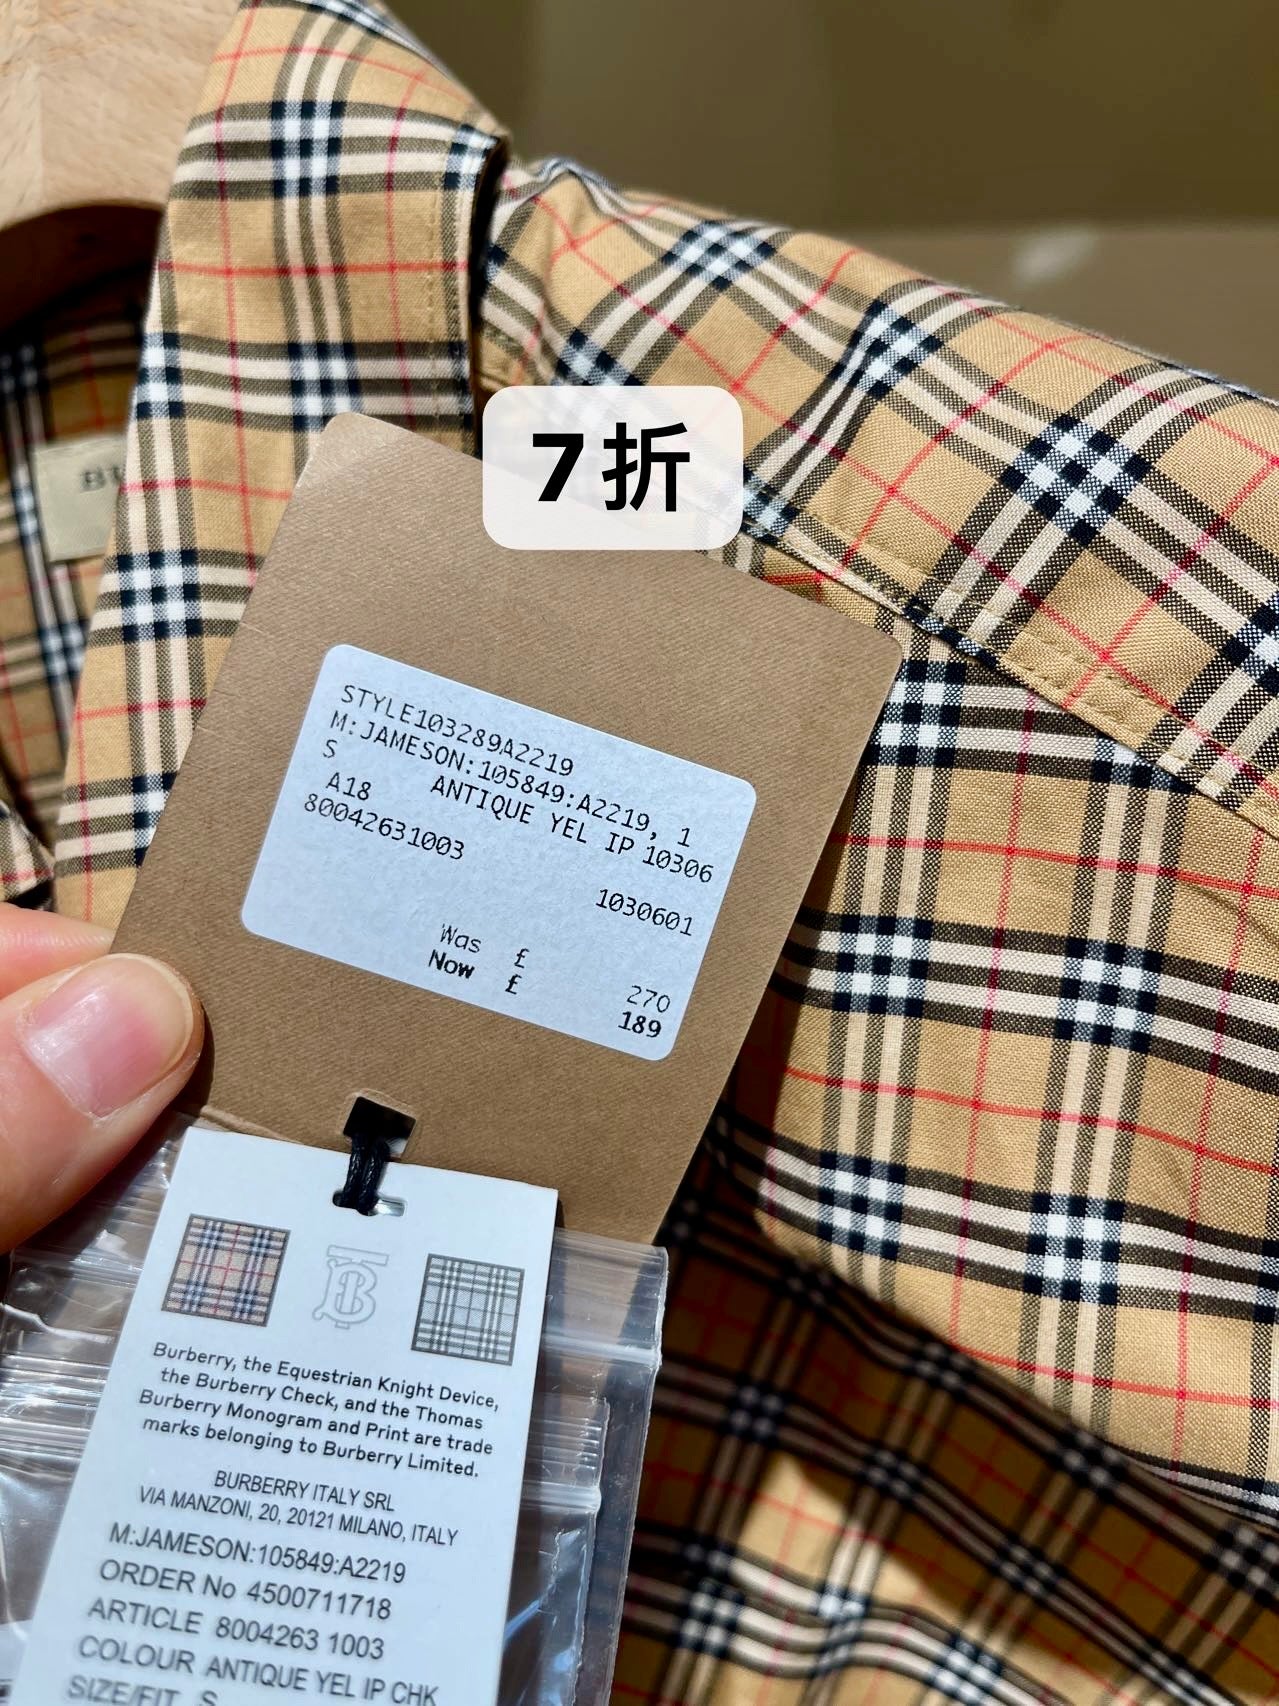 7折
STYLE103289A2219
M:JAMESON:105849:A2219, 1
S ANTIQUE YEL IP 10306
A18
80042631003
1030601
Was £ 270
Now £ 189
Burberry, the Equestrian Knight Device,
the Burberry Check, and the Thomas
Burberry Monogram and Print are trade
marks belonging to Burberry Limited.
BURBERRY ITALY SRL
VIA MANZONI, 20, 20121 MILANO, ITALY
M:JAMESON:105849:A2219
ORDER No 4500711718
ARTICLE 8004263 1003
COLOUR ANTIQUE YEL IP CHK
SIZE/FIT S